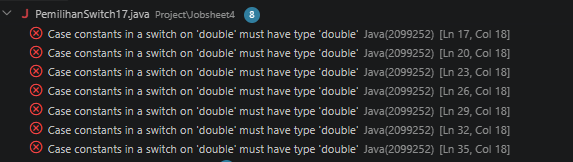 J PemilihanSwitch17.java Project\Jobsheet4 8
Case constants in a switch on 'double' must have type 'double' Java(2099252) [Ln 17, Col 18]
Case constants in a switch on 'double' must have type 'double' Java(2099252) [Ln 20, Col 18]
Case constants in a switch on 'double' must have type 'double' Java(2099252) [Ln 23, Col 18]
Case constants in a switch on 'double' must have type 'double' Java(2099252) [Ln 26, Col 18]
Case constants in a switch on 'double' must have type 'double' Java(2099252) [Ln 29, Col 18]
Case constants in a switch on 'double' must have type 'double' Java(2099252) [Ln 32, Col 18]
Case constants in a switch on 'double' must have type 'double' Java(2099252) [Ln 35, Col 18]